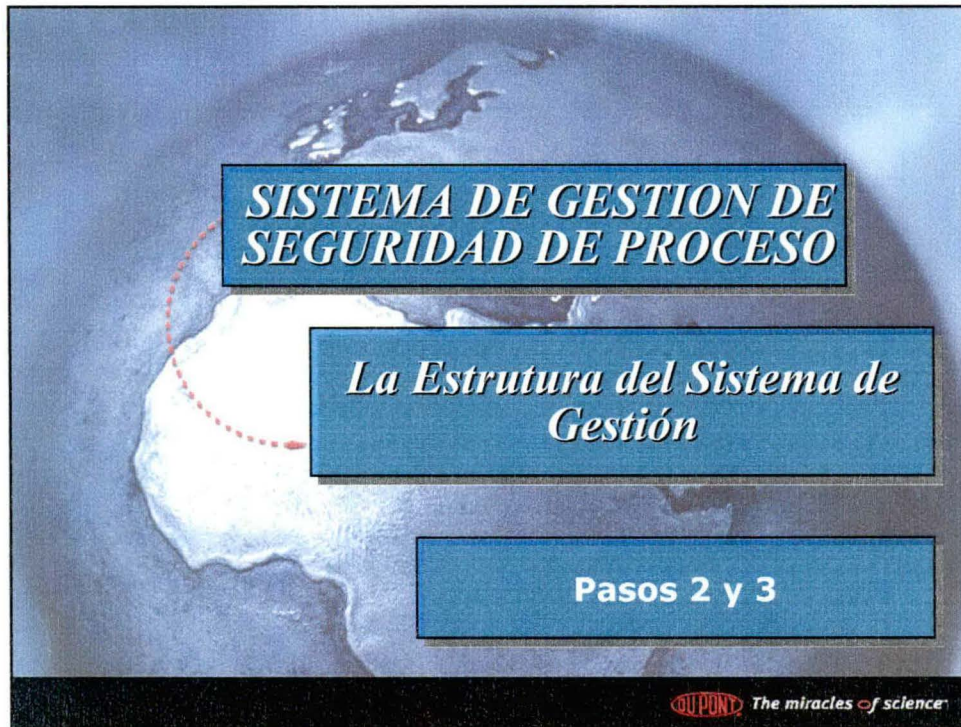 SISTEMA DE GESTION DE
SEGURIDAD DE PROCESO
La Estrutura del Sistema de
Gestión
Pasos 2 y 3
DUPONT The miracles of science